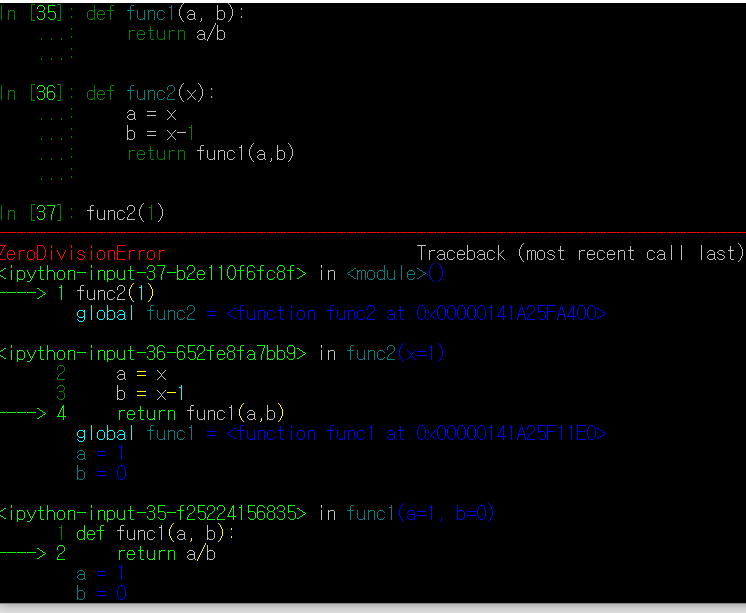 In [35]: def func1(a, b):
   ...:     return a/b
   ...:
In [36]: def func2(x):
   ...:     a = x
   ...:     b = x-1
   ...:     return func1(a,b)
   ...:
In [37]: func2(1)
---------------------------------------------------------------------------
ZeroDivisionError                         Traceback (most recent call last)
<ipython-input-37-b2e110f6fc8f> in <module>()
----> 1 func2(1)
        global func2 = <function func2 at 0x00000141A25FA400>
<ipython-input-36-652fe8fa7bb9> in func2(x=1)
      2     a = x
      3     b = x-1
----> 4     return func1(a,b)
        global func1 = <function func1 at 0x00000141A25F11E0>
        a = 1
        b = 0
<ipython-input-35-f25224156835> in func1(a=1, b=0)
      1 def func1(a, b):
----> 2     return a/b
        a = 1
        b = 0